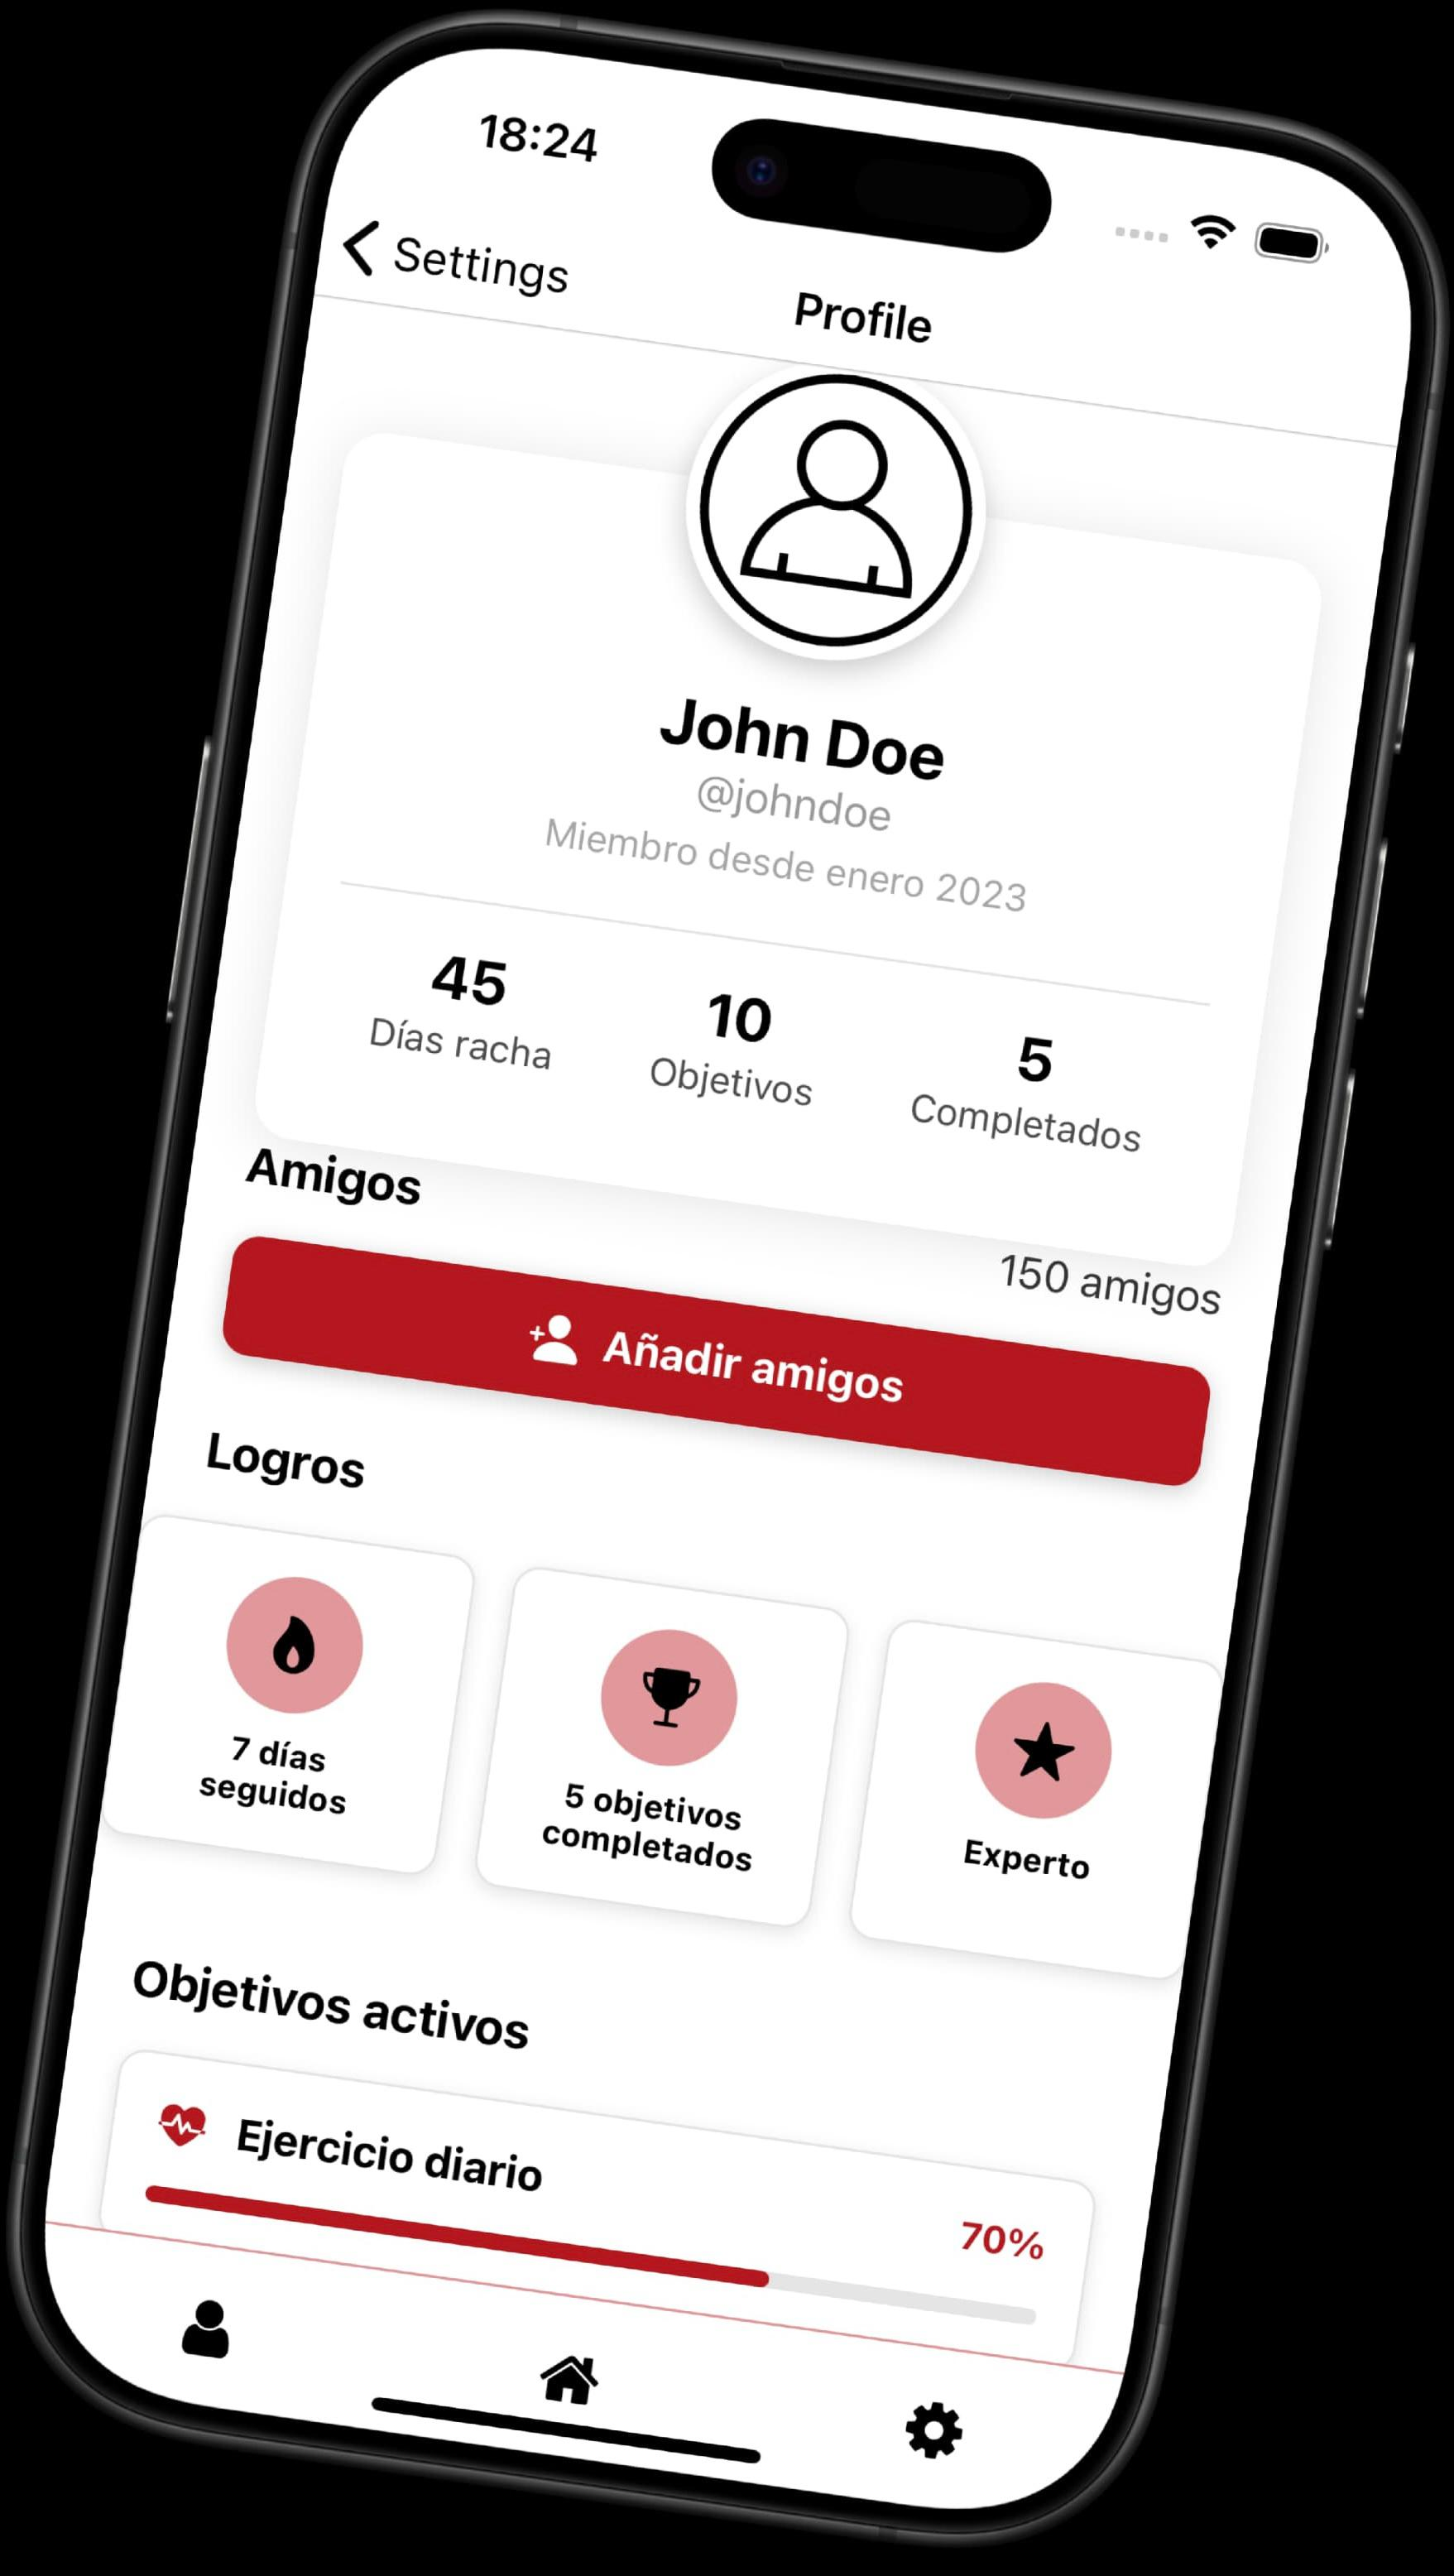 18:24
Settings
Profile
John Doe
@johndoe
Miembro desde enero 2023
45
Días racha
10
Objetivos
5
Completados
Amigos
150 amigos
Añadir amigos
Logros
7 días
seguidos
5 objetivos
completados
Experto
Objetivos activos
Ejercicio diario
70%